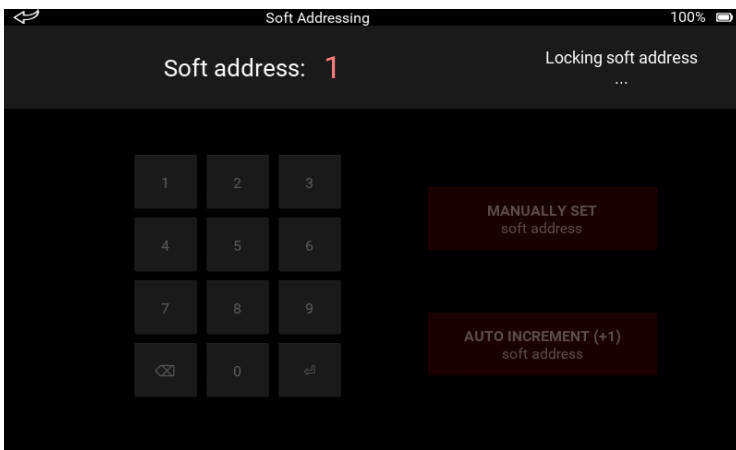 Soft Addressing
100%
Soft address: 1
Locking soft address
...
1 2 3
4 5 6
7 8 9
0
MANUALLY SET
soft address
AUTO INCREMENT (+1)
soft address